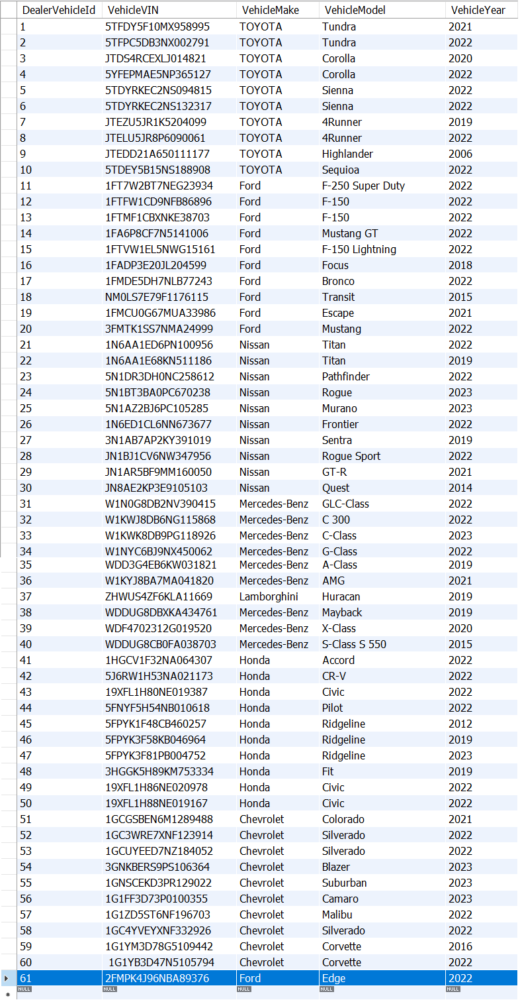 DealerVehicleId VehicleVIN VehicleMake VehicleModel VehicleYear
1 5TFDY5F10MX958995 TOYOTA Tundra 2021
2 5TFPC5DB3NX002791 TOYOTA Tundra 2022
3 JTDS4RCEXLJ014821 TOYOTA Corolla 2020
4 5YFEPMAE5NP365127 TOYOTA Corolla 2022
5 5TDYRKEC2NS094815 TOYOTA Sienna 2022
6 5TDYRKEC2NS132317 TOYOTA Sienna 2022
7 JTEZU5JR1K5204099 TOYOTA 4Runner 2019
8 JTELU5JR8P6090061 TOYOTA 4Runner 2022
9 JTEDD21A650111177 TOYOTA Highlander 2006
10 5TDEY5B15NS188908 TOYOTA Sequioa 2022
11 1FT7W2BT7NEG23934 Ford F-250 Super Duty 2022
12 1FTFW1CD9NFB86896 Ford F-150 2022
13 1FTMF1CBXNKE38703 Ford F-150 2022
14 1FA6P8CF7N5141006 Ford Mustang GT 2022
15 1FTVW1EL5NWG15161 Ford F-150 Lightning 2022
16 1FADP3E20JL204599 Ford Focus 2018
17 1FMDE5DH7NLB77243 Ford Bronco 2022
18 NM0LS7E79F1176115 Ford Transit 2015
19 1FMCU0G67MUA33986 Ford Escape 2021
20 3FMTK1SS7NMA24999 Ford Mustang 2022
21 1N6AA1ED6PN100956 Nissan Titan 2022
22 1N6AA1E68KN511186 Nissan Titan 2019
23 5N1DR3DH0NC258612 Nissan Pathfinder 2022
24 5N1BT3BA0PC670238 Nissan Rogue 2023
25 5N1AZ2BJ6PC105285 Nissan Murano 2023
26 1N6ED1CL6NN673677 Nissan Frontier 2022
27 3N1AB7AP2KY391019 Nissan Sentra 2019
28 JN1BJ1CV6NW347956 Nissan Rogue Sport 2022
29 JN1AR5BF9MM160050 Nissan GT-R 2021
30 JN8AE2KP3E9105103 Nissan Quest 2014
31 W1N0G8DB2NV390415 Mercedes-Benz GLC-Class 2022
32 W1KWJ8DB6NG115868 Mercedes-Benz C 300 2022
33 W1KWK8DB9PG118926 Mercedes-Benz C-Class 2023
34 W1NYC6BJ9NX450062 Mercedes-Benz G-Class 2022
35 WDD3G4EB6KW031821 Mercedes-Benz A-Class 2019
36 W1KYJ8BA7MA041820 Mercedes-Benz AMG 2021
37 ZHWUS4ZF6KLA11669 Lamborghini Huracan 2019
38 WDDUG8DBXKA434761 Mercedes-Benz Mayback 2019
39 WDF4702312G019520 Mercedes-Benz X-Class 2020
40 WDDUG8CB0FA038703 Mercedes-Benz S-Class S 550 2015
41 1HGCV1F32NA064307 Honda Accord 2022
42 5J6RW1H53NA021173 Honda CR-V 2022
43 19XFL1H80NE019387 Honda Civic 2022
44 5FNYF5H54NB010618 Honda Pilot 2022
45 5FPYK1F48CB460257 Honda Ridgeline 2012
46 5FPYK3F58KB046964 Honda Ridgeline 2019
47 5FPYK3F81PB004752 Honda Ridgeline 2023
48 3HGGK5H89KM753334 Honda Fit 2019
49 19XFL1H86NE020978 Honda Civic 2022
50 19XFL1H88NE019167 Honda Civic 2022
51 1GCGSBEN6M1289488 Chevrolet Colorado 2021
52 1GC3WRE7XNF123914 Chevrolet Silverado 2022
53 1GCUYEED7NZ184052 Chevrolet Silverado 2022
54 3GNKBERS9PS106364 Chevrolet Blazer 2023
55 1GNSCEKD3PR129022 Chevrolet Suburban 2023
56 1G1FF3D73P0100355 Chevrolet Camaro 2023
57 1G1ZD5ST6NF196703 Chevrolet Malibu 2022
58 1GC4YVEYXNF332926 Chevrolet Silverado 2022
59 1G1YM3D78G5109442 Chevrolet Corvette 2016
60 1G1YB3D47N5105794 Chevrolet Corvette 2022
61 2FMPK4J96NBA89376 Ford Edge 2022
NULL NULL NULL NULL NULL